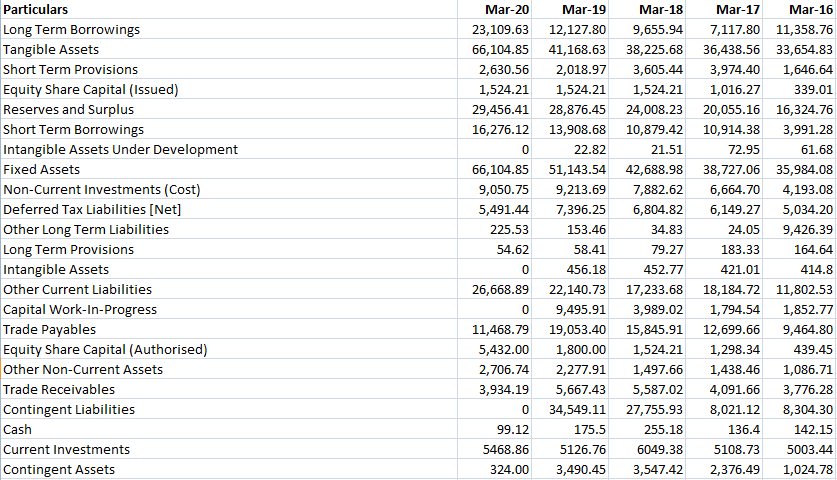 Particulars Mar-20 Mar-19 Mar-18 Mar-17 Mar-16
Long Term Borrowings 23,109.63 12,127.80 9,655.94 7,117.80 11,358.76
Tangible Assets 66,104.85 41,168.63 38,225.68 36,438.56 33,654.83
Short Term Provisions 2,630.56 2,018.97 3,605.44 3,974.40 1,646.64
Equity Share Capital (Issued) 1,524.21 1,524.21 1,524.21 1,016.27 339.01
Reserves and Surplus 29,456.41 28,876.45 24,008.23 20,055.16 16,324.76
Short Term Borrowings 16,276.12 13,908.68 10,879.42 10,914.38 3,991.28
Intangible Assets Under Development 0 22.82 21.51 72.95 61.68
Fixed Assets 66,104.85 51,143.54 42,688.98 38,727.06 35,984.08
Non-Current Investments (Cost) 9,050.75 9,213.69 7,882.62 6,664.70 4,193.08
Deferred Tax Liabilities [Net] 5,491.44 7,396.25 6,804.82 6,149.27 5,034.20
Other Long Term Liabilities 225.53 153.46 34.83 24.05 9,426.39
Long Term Provisions 54.62 58.41 79.27 183.33 164.64
Intangible Assets 0 456.18 452.77 421.01 414.8
Other Current Liabilities 26,668.89 22,140.73 17,233.68 18,184.72 11,802.53
Capital Work-In-Progress 0 9,495.91 3,989.02 1,794.54 1,852.77
Trade Payables 11,468.79 19,053.40 15,845.91 12,699.66 9,464.80
Equity Share Capital (Authorised) 5,432.00 1,800.00 1,524.21 1,298.34 439.45
Other Non-Current Assets 2,706.74 2,277.91 1,497.66 1,438.46 1,086.71
Trade Receivables 3,934.19 5,667.43 5,587.02 4,091.66 3,776.28
Contingent Liabilities 0 34,549.11 27,755.93 8,021.12 8,304.30
Cash 99.12 175.5 255.18 136.4 142.15
Current Investments 5468.86 5126.76 6049.38 5108.73 5003.44
Contingent Assets 324.00 3,490.45 3,547.42 2,376.49 1,024.78